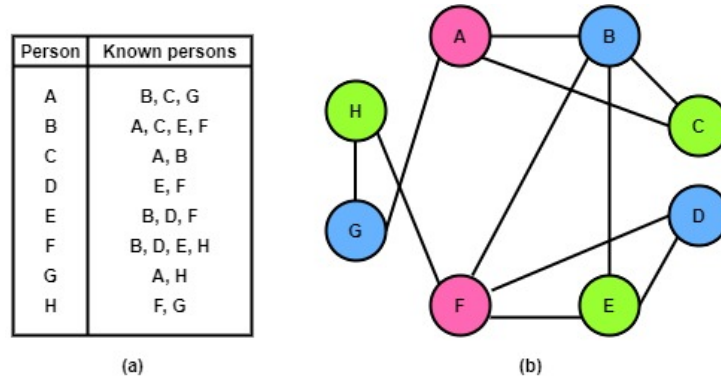 Person Known persons
A B, C, G
B A, C, E, F
C A, B
D E, F
E B, D, F
F B, D, E, H
G A, H
H F, G
(a)
A
B
H
C
G
D
F
E
(b)